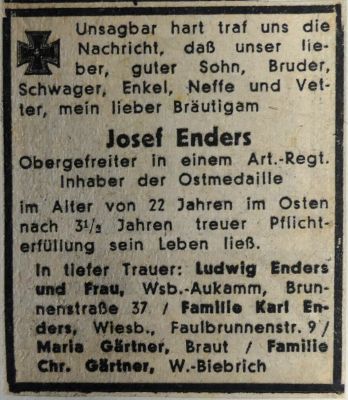 Unsagbar hart traf uns die
Nachricht, daß unser lie-
ber, guter Sohn, Bruder,
Schwager, Enkel, Neffe und Vet-
ter, mein lieber Bräutigam
Josef Enders
Obergefreiter in einem Art.-Regt.
Inhaber der Ostmedaille
im Alter von 22 Jahren im Osten
nach 3½ Jahren treuer Pflicht-
erfüllung sein Leben ließ.
In tiefer Trauer: Ludwig Enders
und Frau, Wsb.-Aukamm, Brun-
nenstraße 37 / Familie Karl En-
ders, Wiesb., Faulbrunnenstr. 9 /
Maria Gärtner, Braut / Familie
Chr. Gärtner, W.-Biebrich